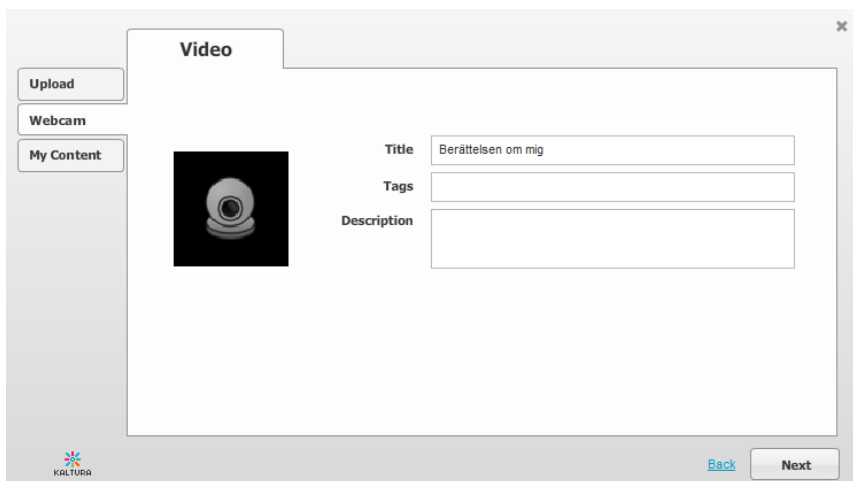 Video
Upload
Webcam
My Content
Title
Berättelsen om mig
Tags
Description
KALTURA
Back
Next